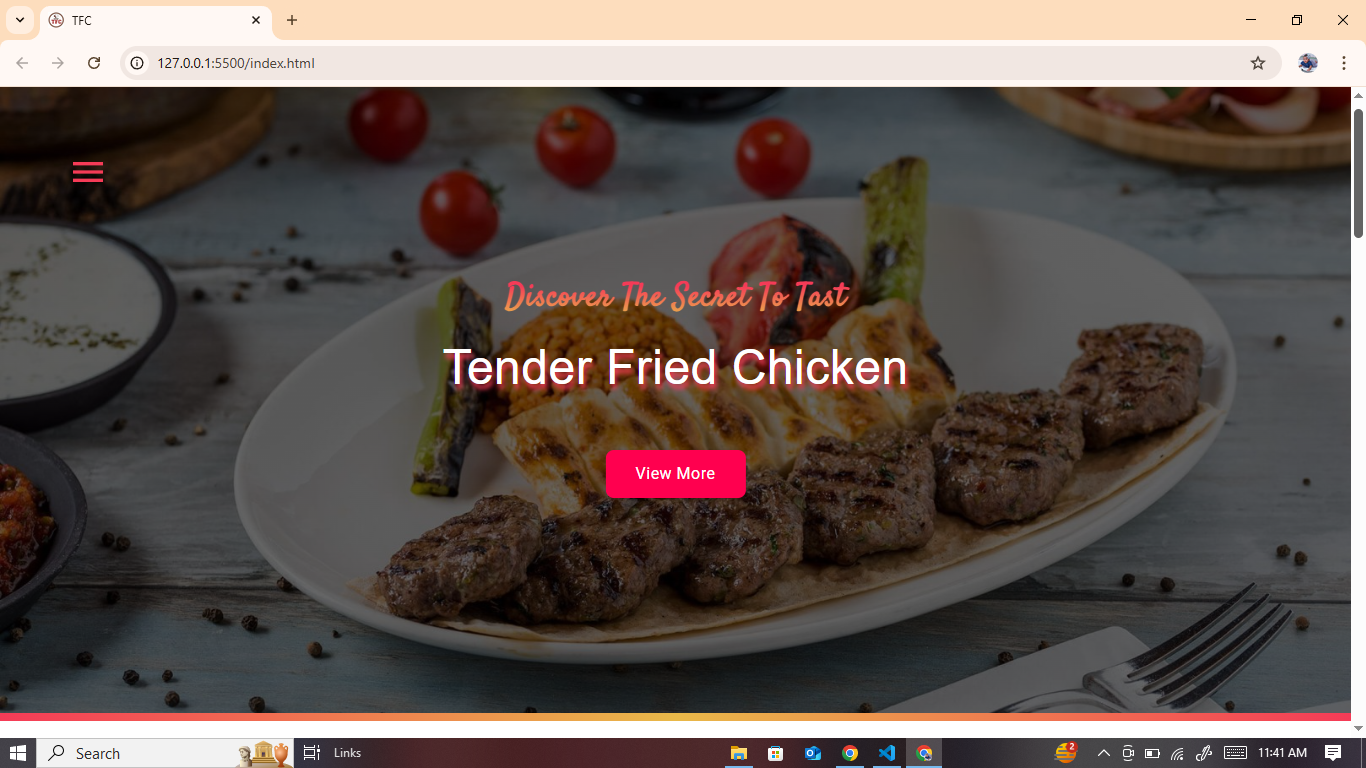 TFC
127.0.0.1:5500/index.html
Discover The Secret To Tast
Tender Fried Chicken
View More
Search
Links
2
11:41 AM